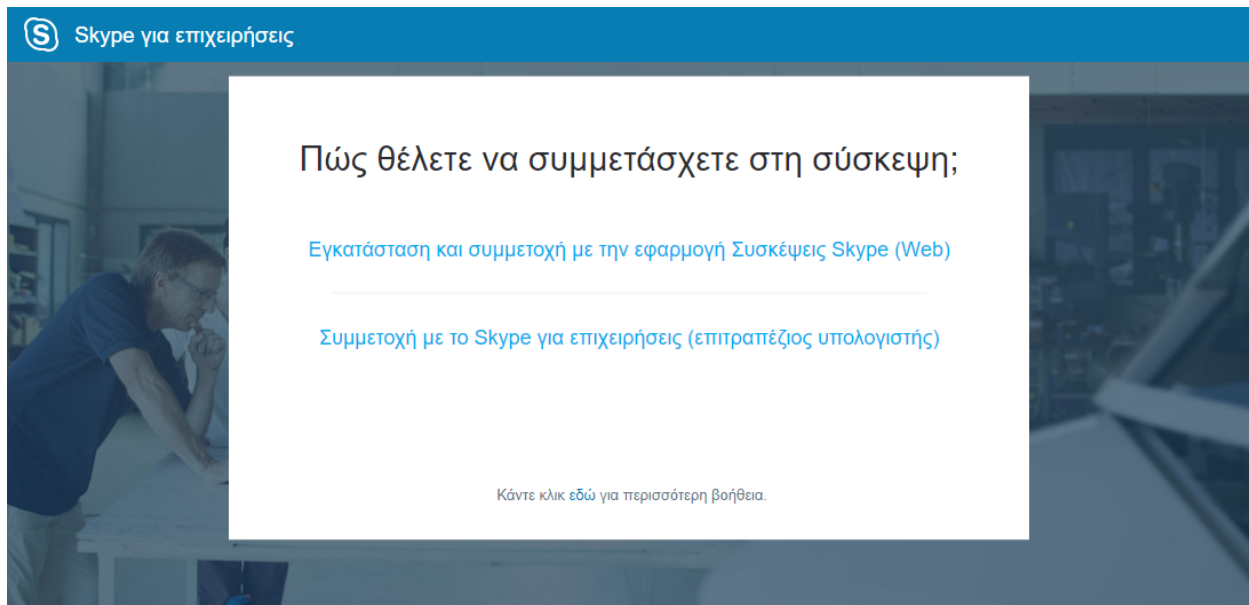 Skype για επιχειρήσεις
Πώς θέλετε να συμμετάσχετε στη σύσκεψη;
Εγκατάσταση και συμμετοχή με την εφαρμογή Συσκέψεις Skype (Web)
Συμμετοχή με το Skype για επιχειρήσεις (επιτραπέζιος υπολογιστής)
Κάντε κλικ εδώ για περισσότερη βοήθεια.